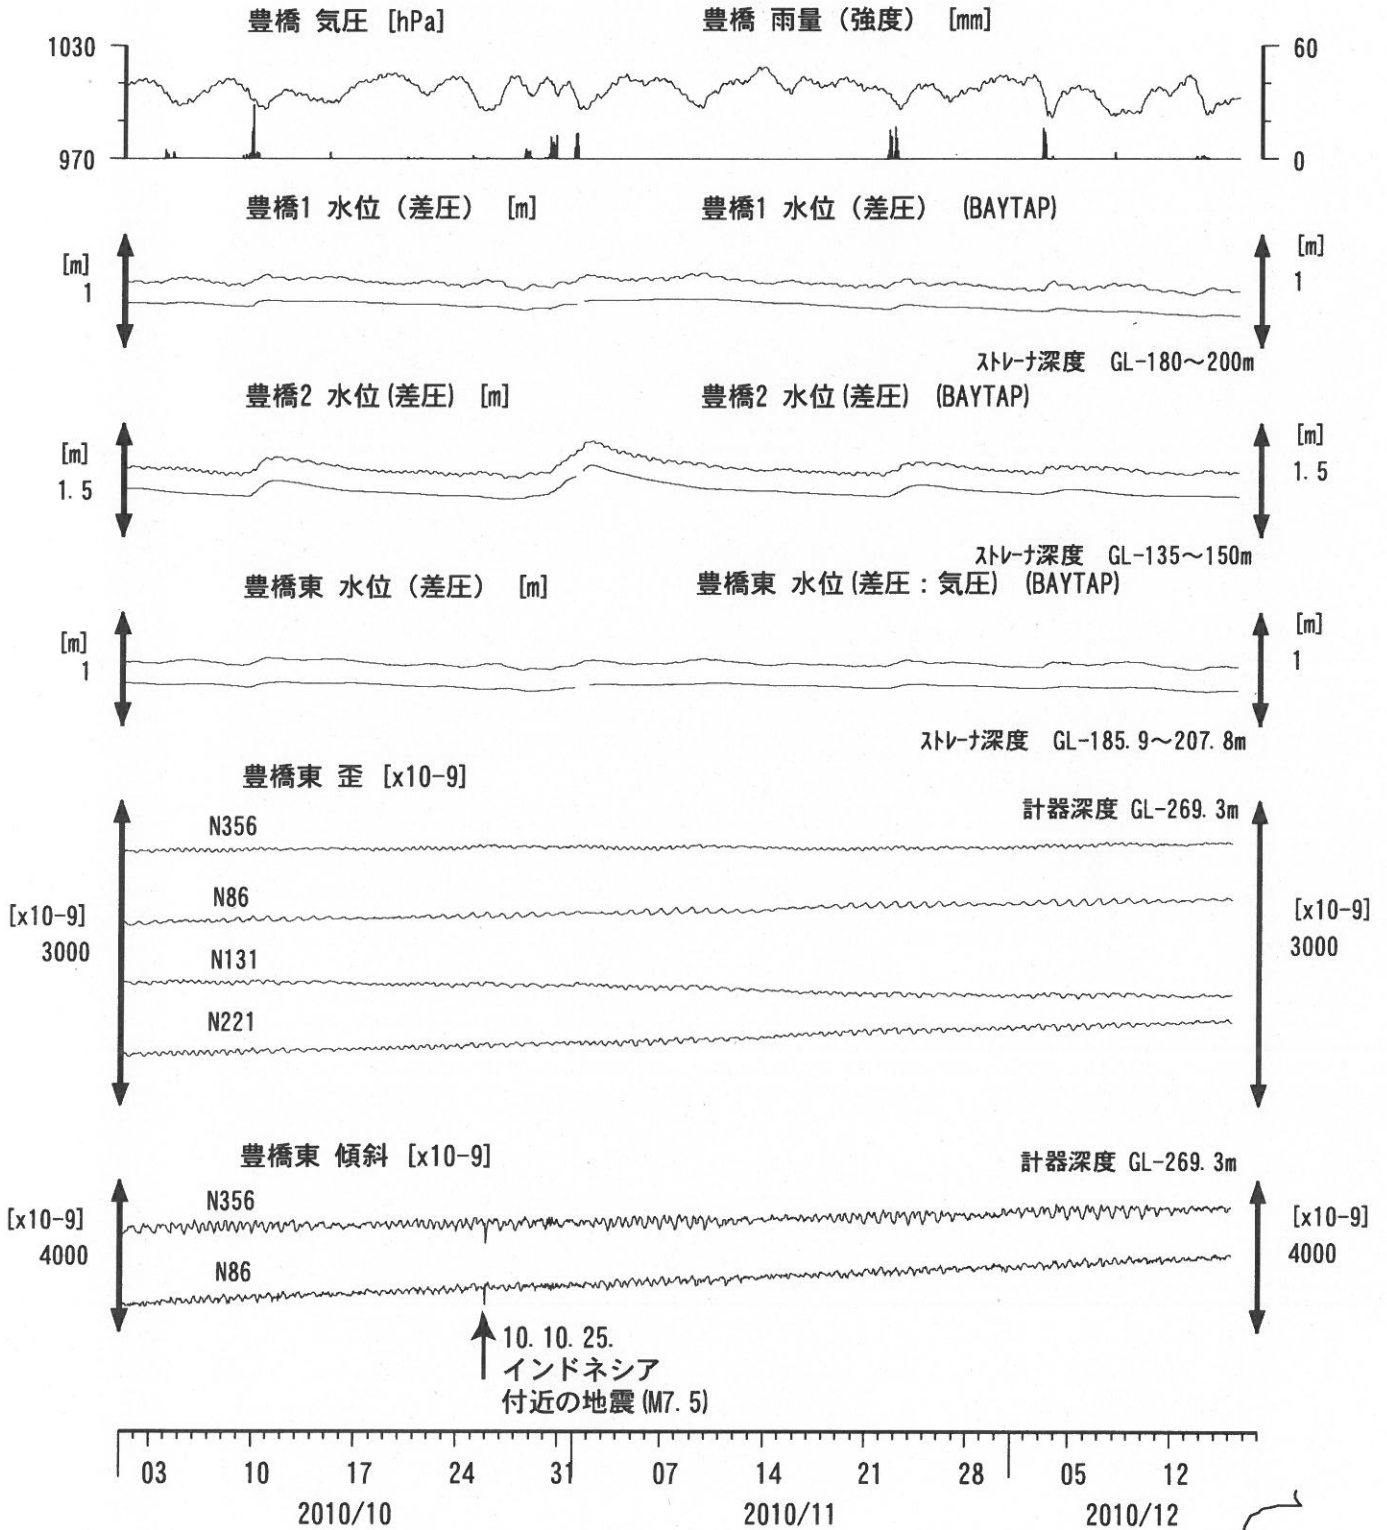 豊橋 気圧 [hPa] 豊橋 雨量（強度） [mm]
1030 60
970 0
豊橋1 水位（差圧） [m] 豊橋1 水位（差圧） (BAYTAP)
[m] [m]
1 1
ストレーナ深度 GL-180〜200m
豊橋2 水位(差圧) [m] 豊橋2 水位(差圧) (BAYTAP)
[m] [m]
1.5 1.5
ストレーナ深度 GL-135〜150m
豊橋東 水位（差圧） [m] 豊橋東 水位(差圧：気圧) (BAYTAP)
[m] [m]
1 1
ストレーナ深度 GL-185.9〜207.8m
豊橋東 歪 [x10-9]
計器深度 GL-269.3m
N356
N86
[x10-9] [x10-9]
3000 3000
N131
N221
豊橋東 傾斜 [x10-9]
計器深度 GL-269.3m
N356
[x10-9] [x10-9]
4000 4000
N86
10.10.25.
インドネシア
付近の地震(M7.5)
03 10 17 24 31 07 14 21 28 05 12
2010/10 2010/11 2010/12